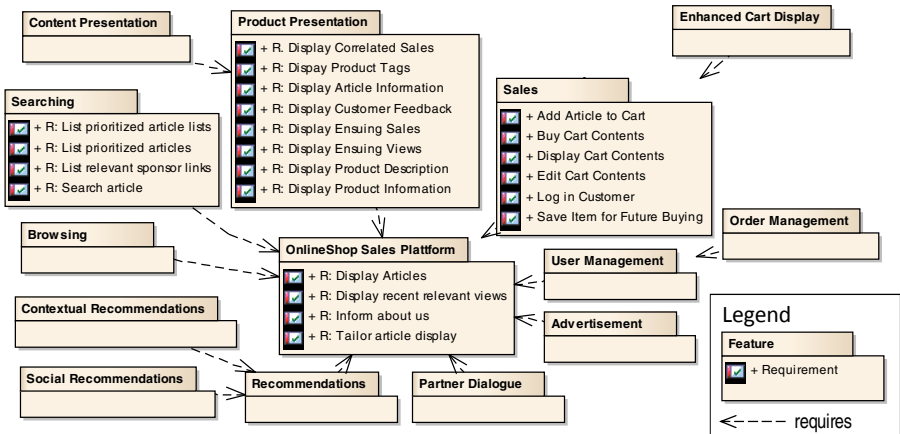 Content Presentation
Product Presentation
+ R: Display Correlated Sales
+ R: Dispay Product Tags
+ R: Display Article Information
+ R: Display Customer Feedback
+ R: Display Ensuing Sales
+ R: Display Ensuing Views
+ R: Display Product Description
+ R: Display Product Information
Enhanced Cart Display
Searching
+ R: List prioritized article lists
+ R: List prioritized articles
+ R: List relevant sponsor links
+ R: Search article
Sales
+ Add Article to Cart
+ Buy Cart Contents
+ Display Cart Contents
+ Edit Cart Contents
+ Log in Customer
+ Save Item for Future Buying
Browsing
OnlineShop Sales Plattform
+ R: Display Articles
+ R: Display recent relevant views
+ R: Inform about us
+ R: Tailor article display
Order Management
User Management
Advertisement
Contextual Recommendations
Social Recommendations
Recommendations
Partner Dialogue
Legend
Feature
+ Requirement
requires